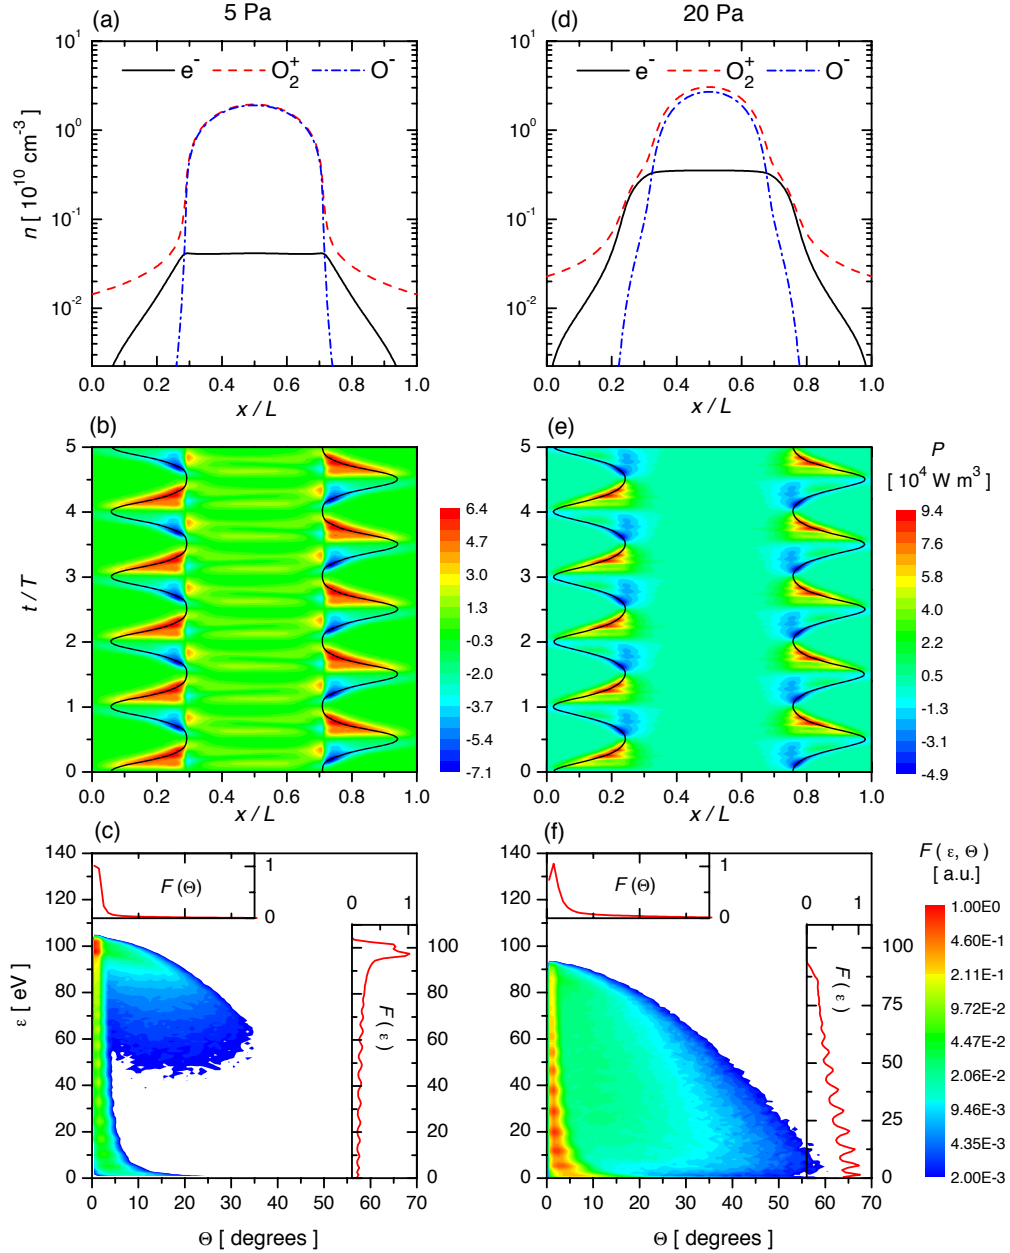 5 Pa
20 Pa
(a)
(d)
10^1
10^0
10^-1
10^-2
n [ 10^10 cm^-3 ]
e^-
O_2^+
O^-
0.0 0.2 0.4 0.6 0.8 1.0
x / L
10^1
10^0
10^-1
10^-2
e^-
O_2^+
O^-
0.0 0.2 0.4 0.6 0.8 1.0
x / L
(b)
(e)
5
4
3
2
1
0
t / T
0.0 0.2 0.4 0.6 0.8 1.0
x / L
6.4
4.7
3.0
1.3
-0.3
-2.0
-3.7
-5.4
-7.1
5
4
3
2
1
0
0.0 0.2 0.4 0.6 0.8 1.0
x / L
P
[ 10^4 W m^3 ]
9.4
7.6
5.8
4.0
2.2
0.5
-1.3
-3.1
-4.9
(c)
(f)
140
120
100
80
60
40
20
0
ε [ eV ]
F (Θ)
1
0
0 1
100
80
60
40
20
0
F ( ε )
0 10 20 30 40 50 60 70
Θ [ degrees ]
140
120
100
80
60
40
20
0
F (Θ)
1
0
0 1
100
75
50
25
0
F ( ε )
0 10 20 30 40 50 60 70
Θ [ degrees ]
F ( ε, Θ )
[ a.u. ]
1.00E0
4.60E-1
2.11E-1
9.72E-2
4.47E-2
2.06E-2
9.46E-3
4.35E-3
2.00E-3